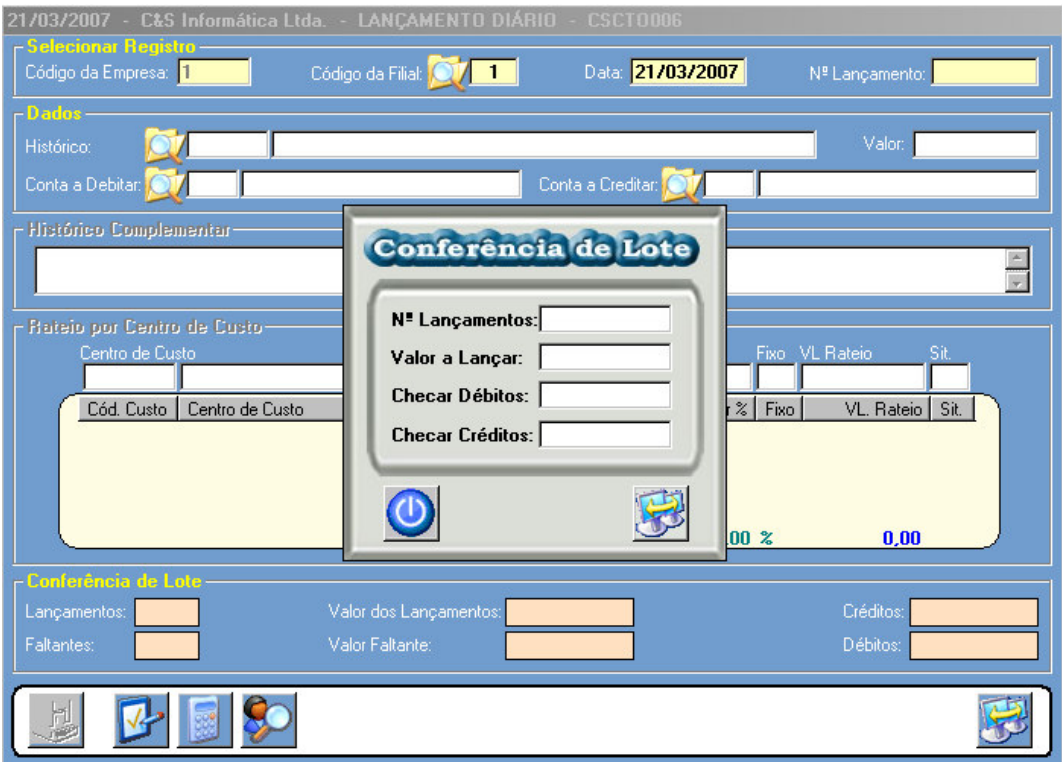 21/03/2007 - C&S Informática Ltda. - LANÇAMENTO DIÁRIO - CSCTO006
Selecionar Registro
Código da Empresa: 1 Código da Filial: 1 Data: 21/03/2007 Nº Lançamento:
Dados
Histórico: Valor:
Conta a Debitar: Conta a Creditar:
Histórico Complementar
Conferência de Lote
Nº Lançamentos:
Valor a Lançar:
Checar Débitos:
Checar Créditos:
Rateio por Centro de Custo
Centro de Custo Fixo VL Rateio Sit.
Cód. Custo Centro de Custo % Fixo VL. Rateio Sit.
,00 % 0,00
Conferência de Lote
Lançamentos: Valor dos Lançamentos: Créditos:
Faltantes: Valor Faltante: Débitos: